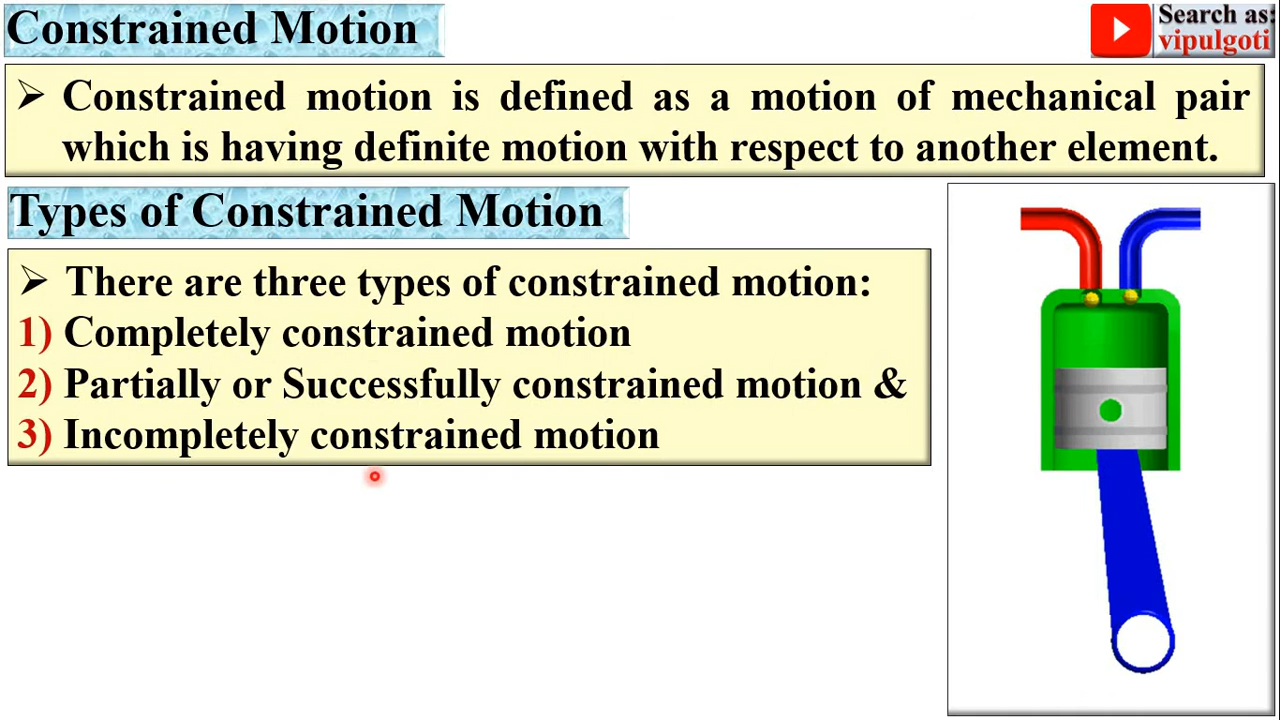 Constrained Motion
Search as:
vipulgoti
➢ Constrained motion is defined as a motion of mechanical pair
which is having definite motion with respect to another element.
Types of Constrained Motion
➢ There are three types of constrained motion:
1) Completely constrained motion
2) Partially or Successfully constrained motion &
3) Incompletely constrained motion